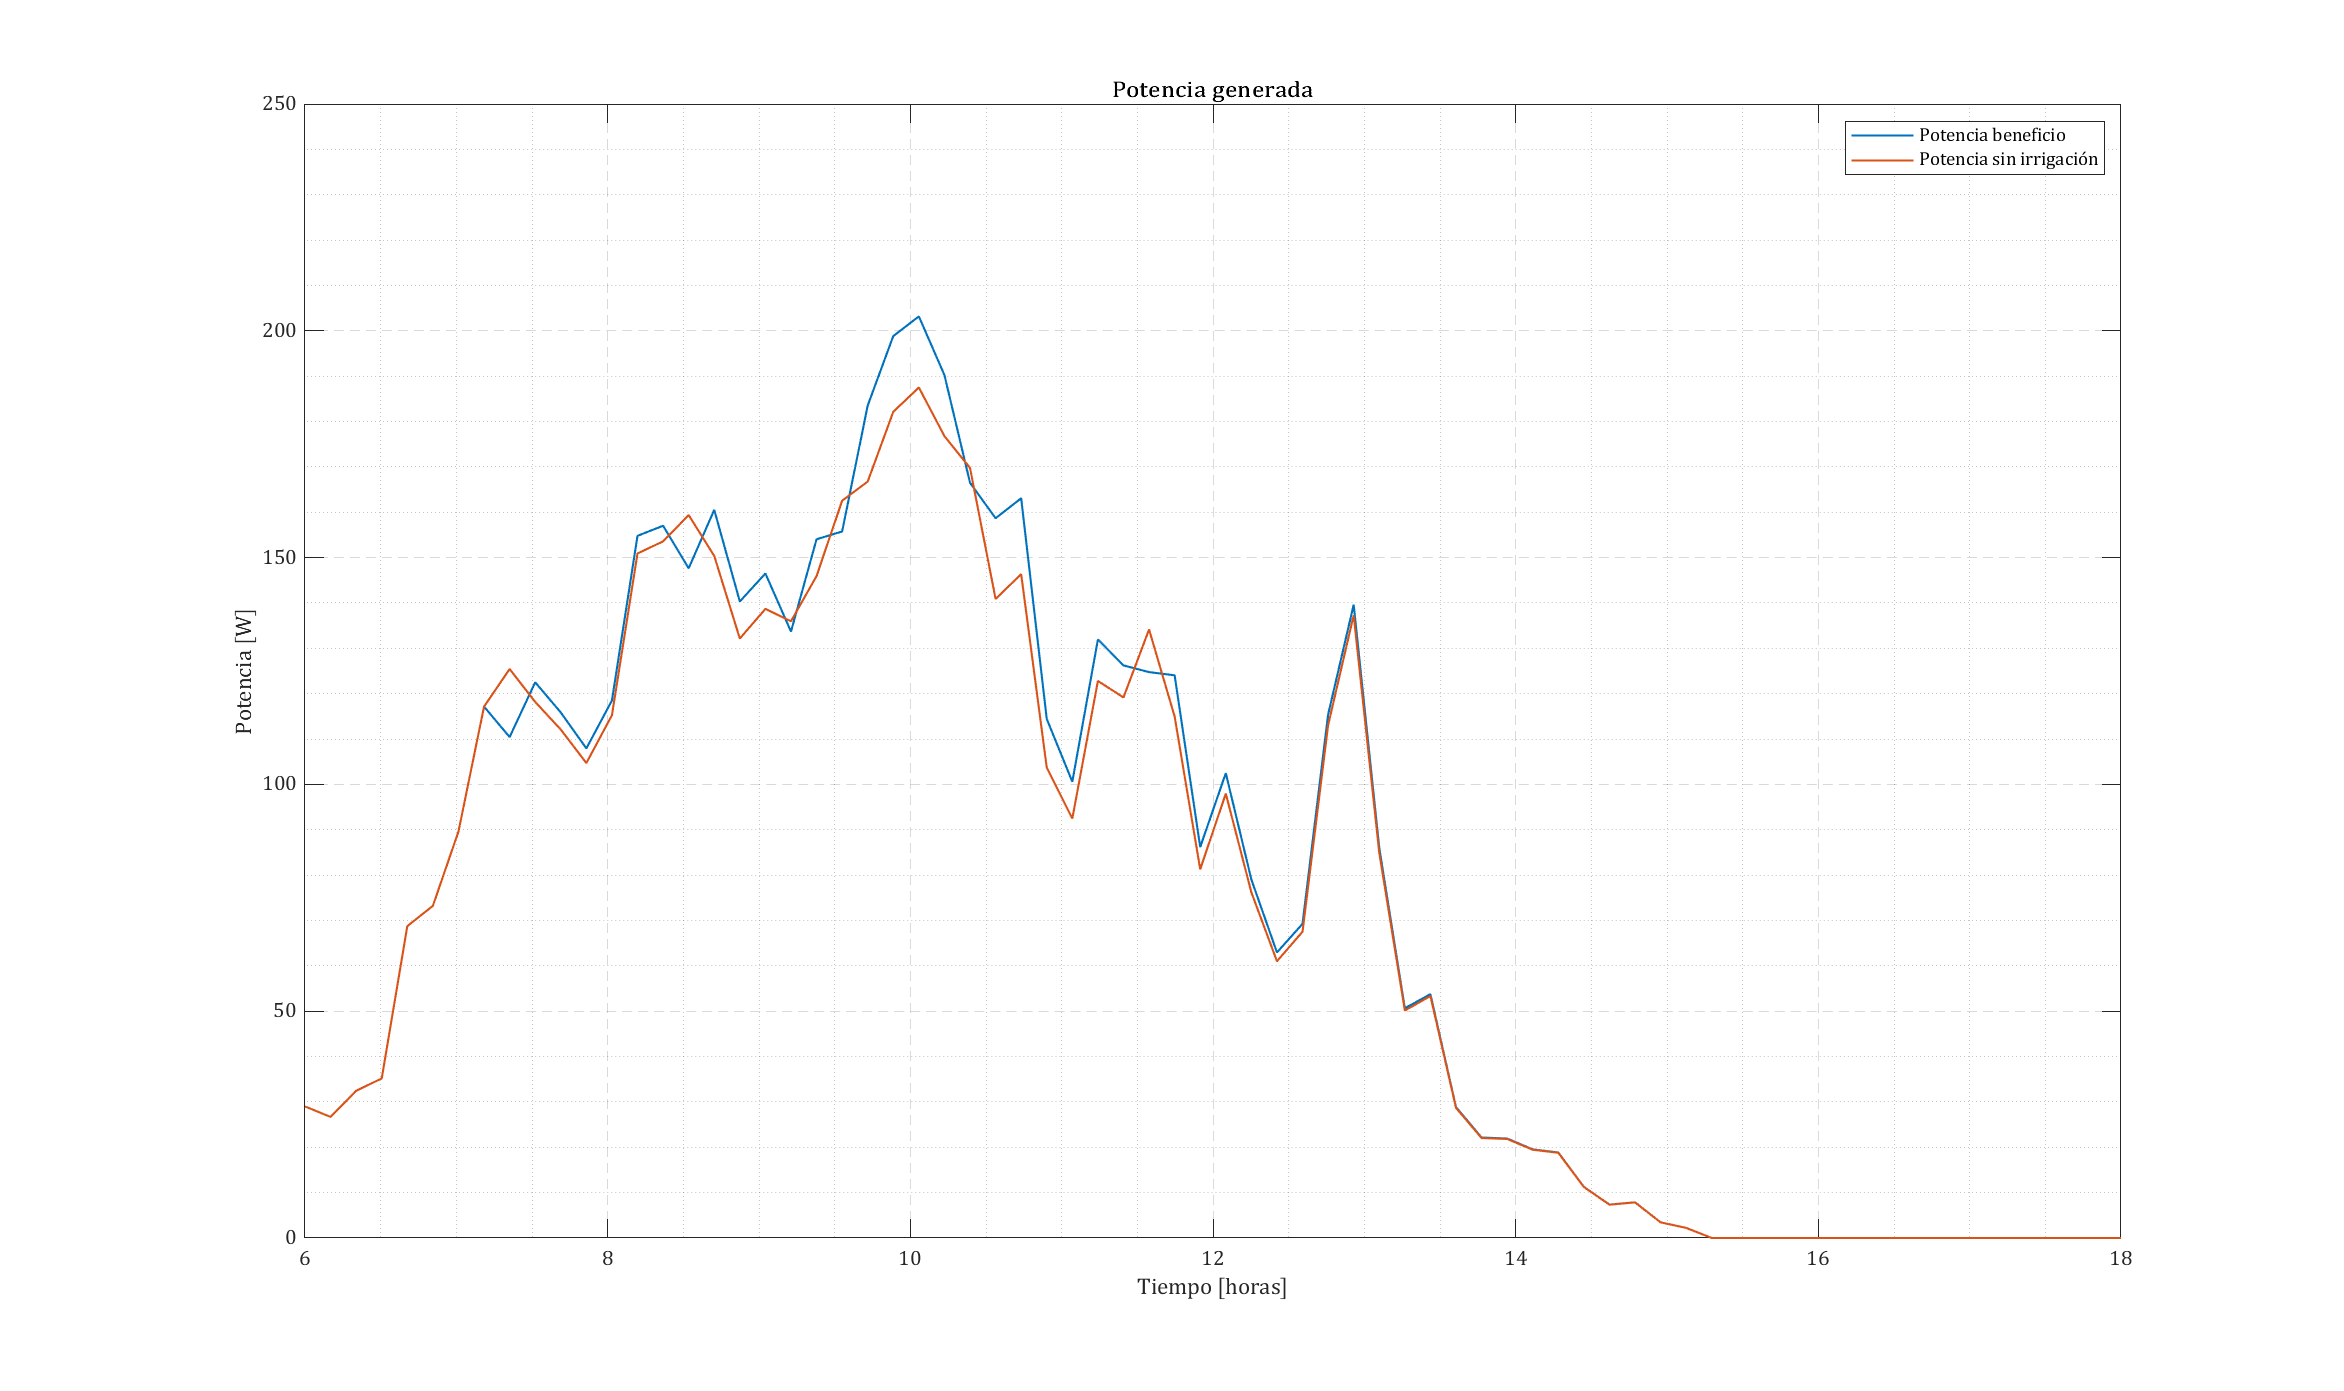 Potencia generada
250
200
150
100
50
0
Potencia [W]
Potencia beneficio
Potencia sin irrigación
6 8 10 12 14 16 18
Tiempo [horas]